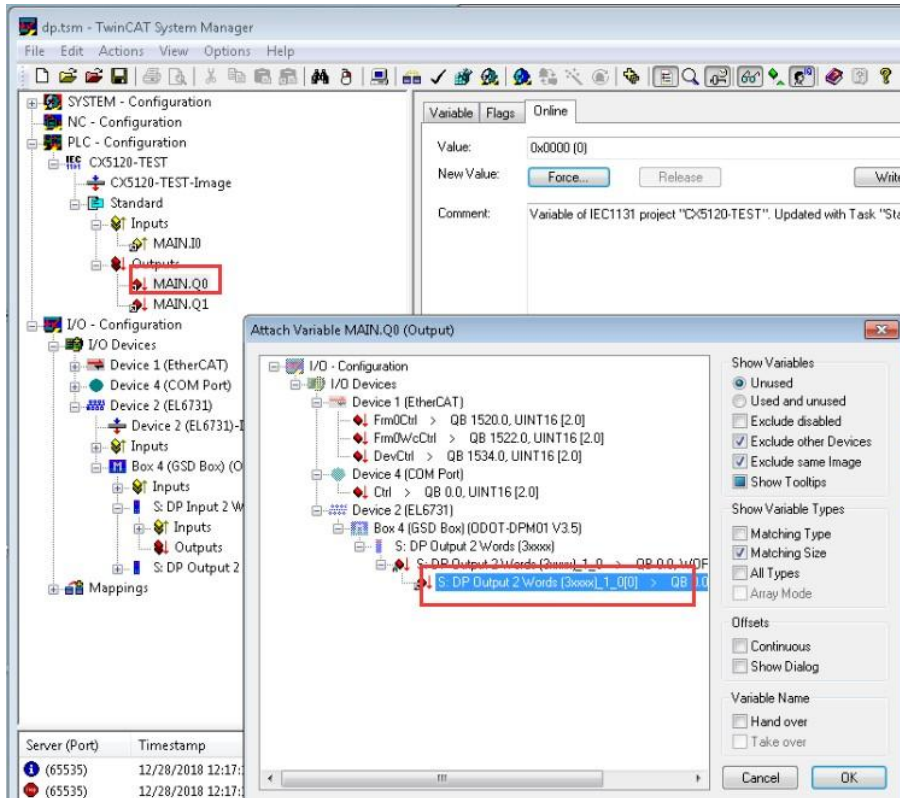 dp.tsm - TwinCAT System Manager
File Edit Actions View Options Help
SYSTEM - Configuration
NC - Configuration
PLC - Configuration
CX5120-TEST
CX5120-TEST-Image
Standard
Inputs
MAIN.I0
Outputs
MAIN.Q0
MAIN.Q1
I/O - Configuration
I/O Devices
Device 1 (EtherCAT)
Device 4 (COM Port)
Device 2 (EL6731)
Device 2 (EL6731)-I
Inputs
Box 4 (GSD Box) (O
Inputs
S: DP Input 2 W
Inputs
Outputs
S: DP Output 2
Mappings
Server (Port) Timestamp
(65535) 12/28/2018 12:17:
(65535) 12/28/2018 12:17:
Variable Flags Online
Value: 0x0000 (0)
New Value: Force... Release Write
Comment: Variable of IEC1131 project "CX5120-TEST". Updated with Task "Sta
Attach Variable MAIN.Q0 (Output)
I/O - Configuration
I/O Devices
Device 1 (EtherCAT)
Frm0Ctrl > QB 1520.0, UINT16 [2.0]
Frm0WcCtrl > QB 1522.0, UINT16 [2.0]
DevCtrl > QB 1534.0, UINT16 [2.0]
Device 4 (COM Port)
Ctrl > QB 0.0, UINT16 [2.0]
Device 2 (EL6731)
Box 4 (GSD Box) (ODOT-DPM01 V3.5)
S: DP Output 2 Words (3xxxx)
S: DP Output 2 Words (3xxxx)_1_0 > QB 0.0,
S: DP Output 2 Words (3xxxx)_1_0[0] > QB 0.0
Show Variables
Unused
Used and unused
Exclude disabled
Exclude other Devices
Exclude same Image
Show Tooltips
Show Variable Types
Matching Type
Matching Size
All Types
Array Mode
Offsets
Continuous
Show Dialog
Variable Name
Hand over
Take over
Cancel OK